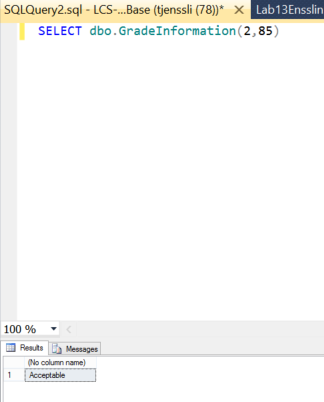 SQLQuery2.sql - LCS-...Base (tjenssli (78))* × Lab13Ensslin
SELECT dbo.GradeInformation(2,85)
100 %
Results Messages
(No column name)
1 Acceptable